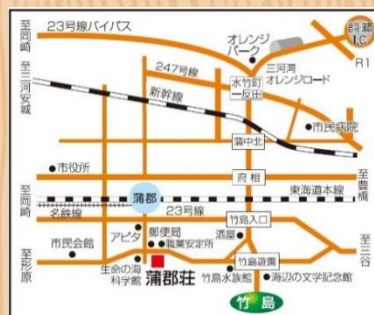 至岡崎
23号線バイパス
オレンジ
パーク
音羽蒲郡
IC
R1
247号線
三河湾
オレンジロード
水竹町
一反田
至三河安城
新幹線
蒲中北
市民病院
市役所
府相
至豊橋
東海道本線
至岡崎
名鉄線
蒲郡
23号線
竹島入口
アピタ
郵便局
職業安定所
酒屋
市民会館
至形原
生命の海
科学館
蒲郡荘
竹島遊園
竹島水族館
海辺の文学記念館
至三谷
竹島